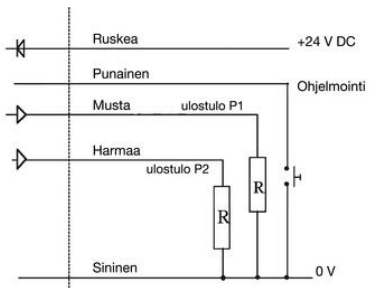 Ruskea
+24 V DC
Punainen
Ohjelmointi
Musta
ulostulo P1
Harmaa
ulostulo P2
R
R
Sininen
0 V